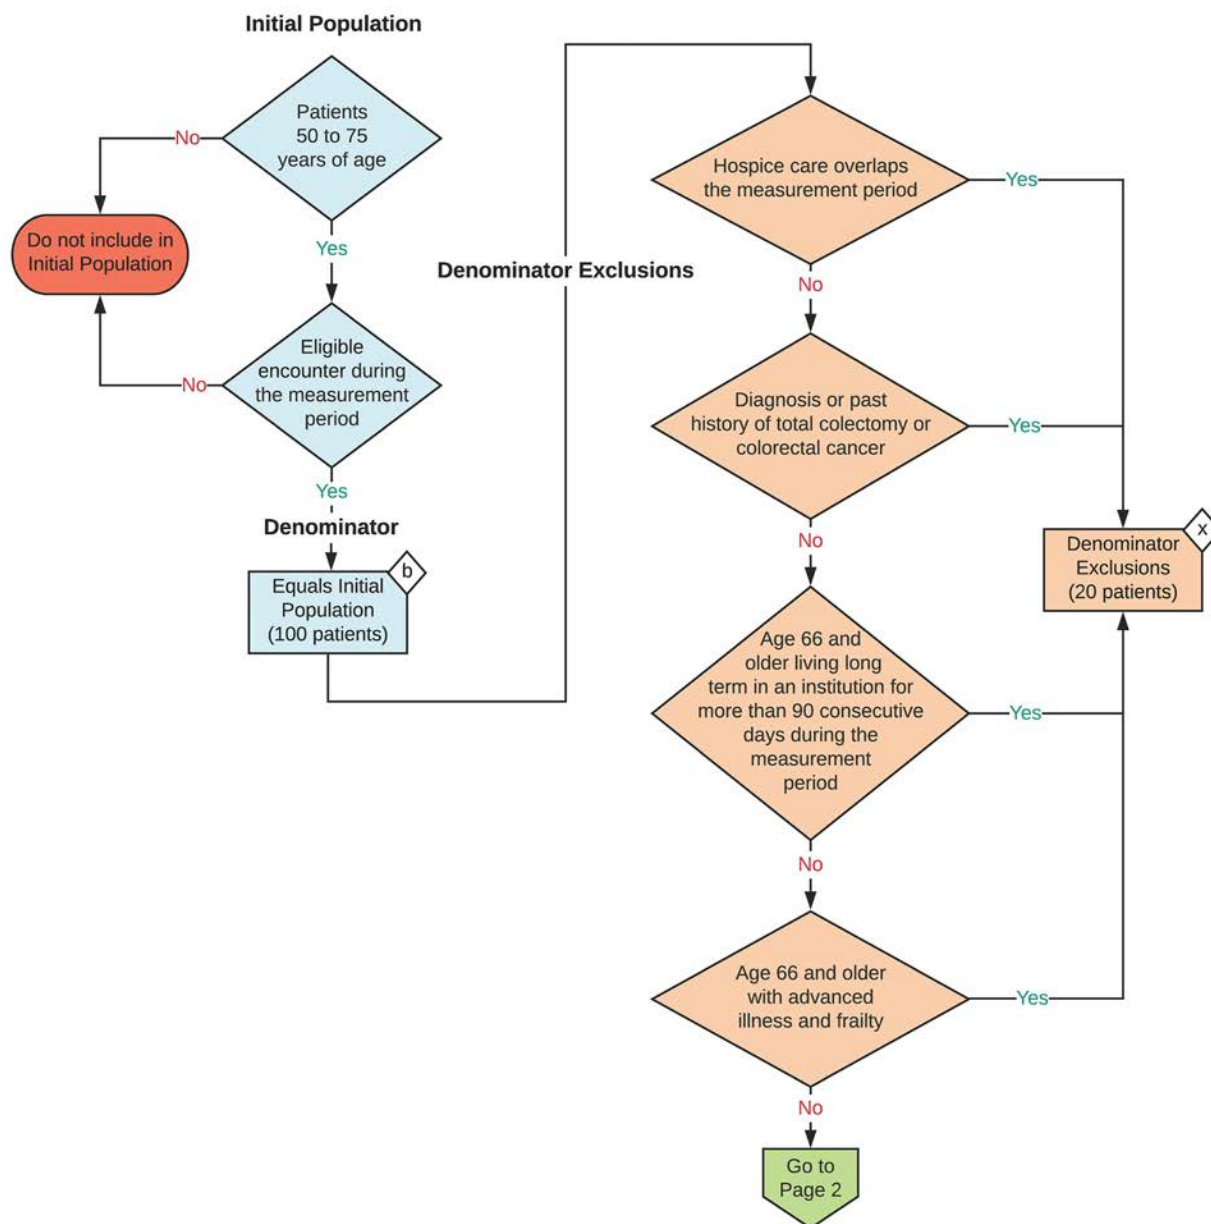 Initial Population
Patients
50 to 75
years of age
No
Yes
Do not include in
Initial Population
Eligible
encounter during
the measurement
period
No
Yes
Denominator
Equals Initial
Population
(100 patients)
b
Denominator Exclusions
Hospice care overlaps
the measurement period
Yes
No
Diagnosis or past
history of total colectomy or
colorectal cancer
Yes
No
Denominator
Exclusions
(20 patients)
x
Age 66 and
older living long
term in an institution for
more than 90 consecutive
days during the
measurement
period
Yes
No
Age 66 and older
with advanced
illness and frailty
Yes
No
Go to
Page 2